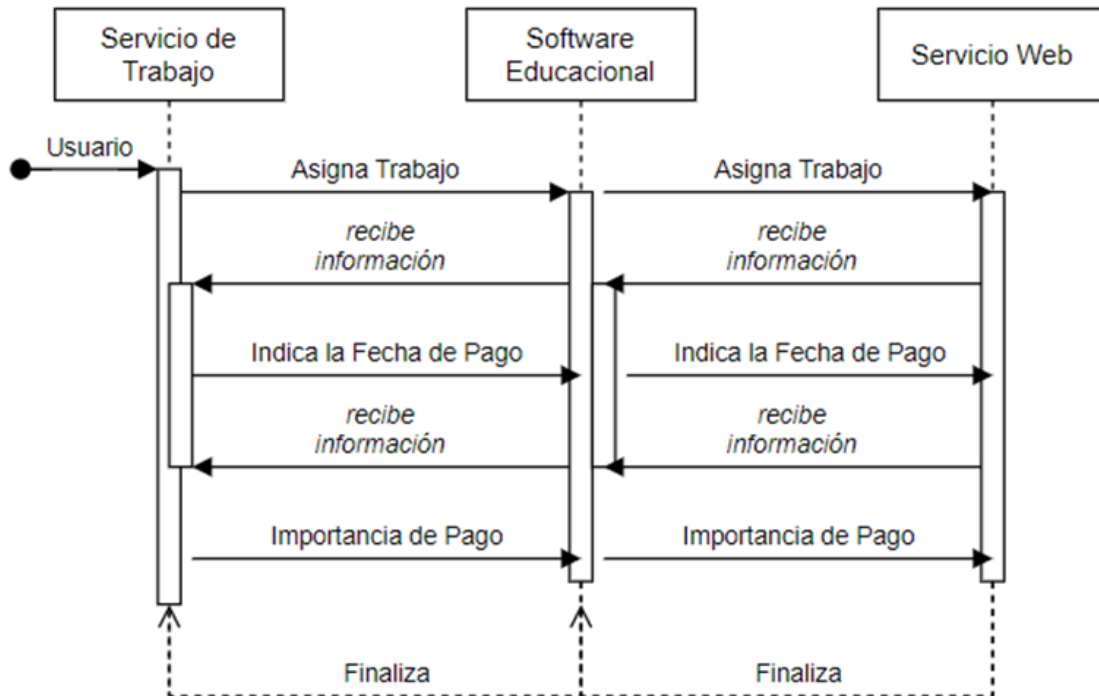 Servicio de
Trabajo
Software
Educacional
Servicio Web
Usuario
Asigna Trabajo
Asigna Trabajo
recibe
información
recibe
información
Indica la Fecha de Pago
Indica la Fecha de Pago
recibe
información
recibe
información
Importancia de Pago
Importancia de Pago
Finaliza
Finaliza